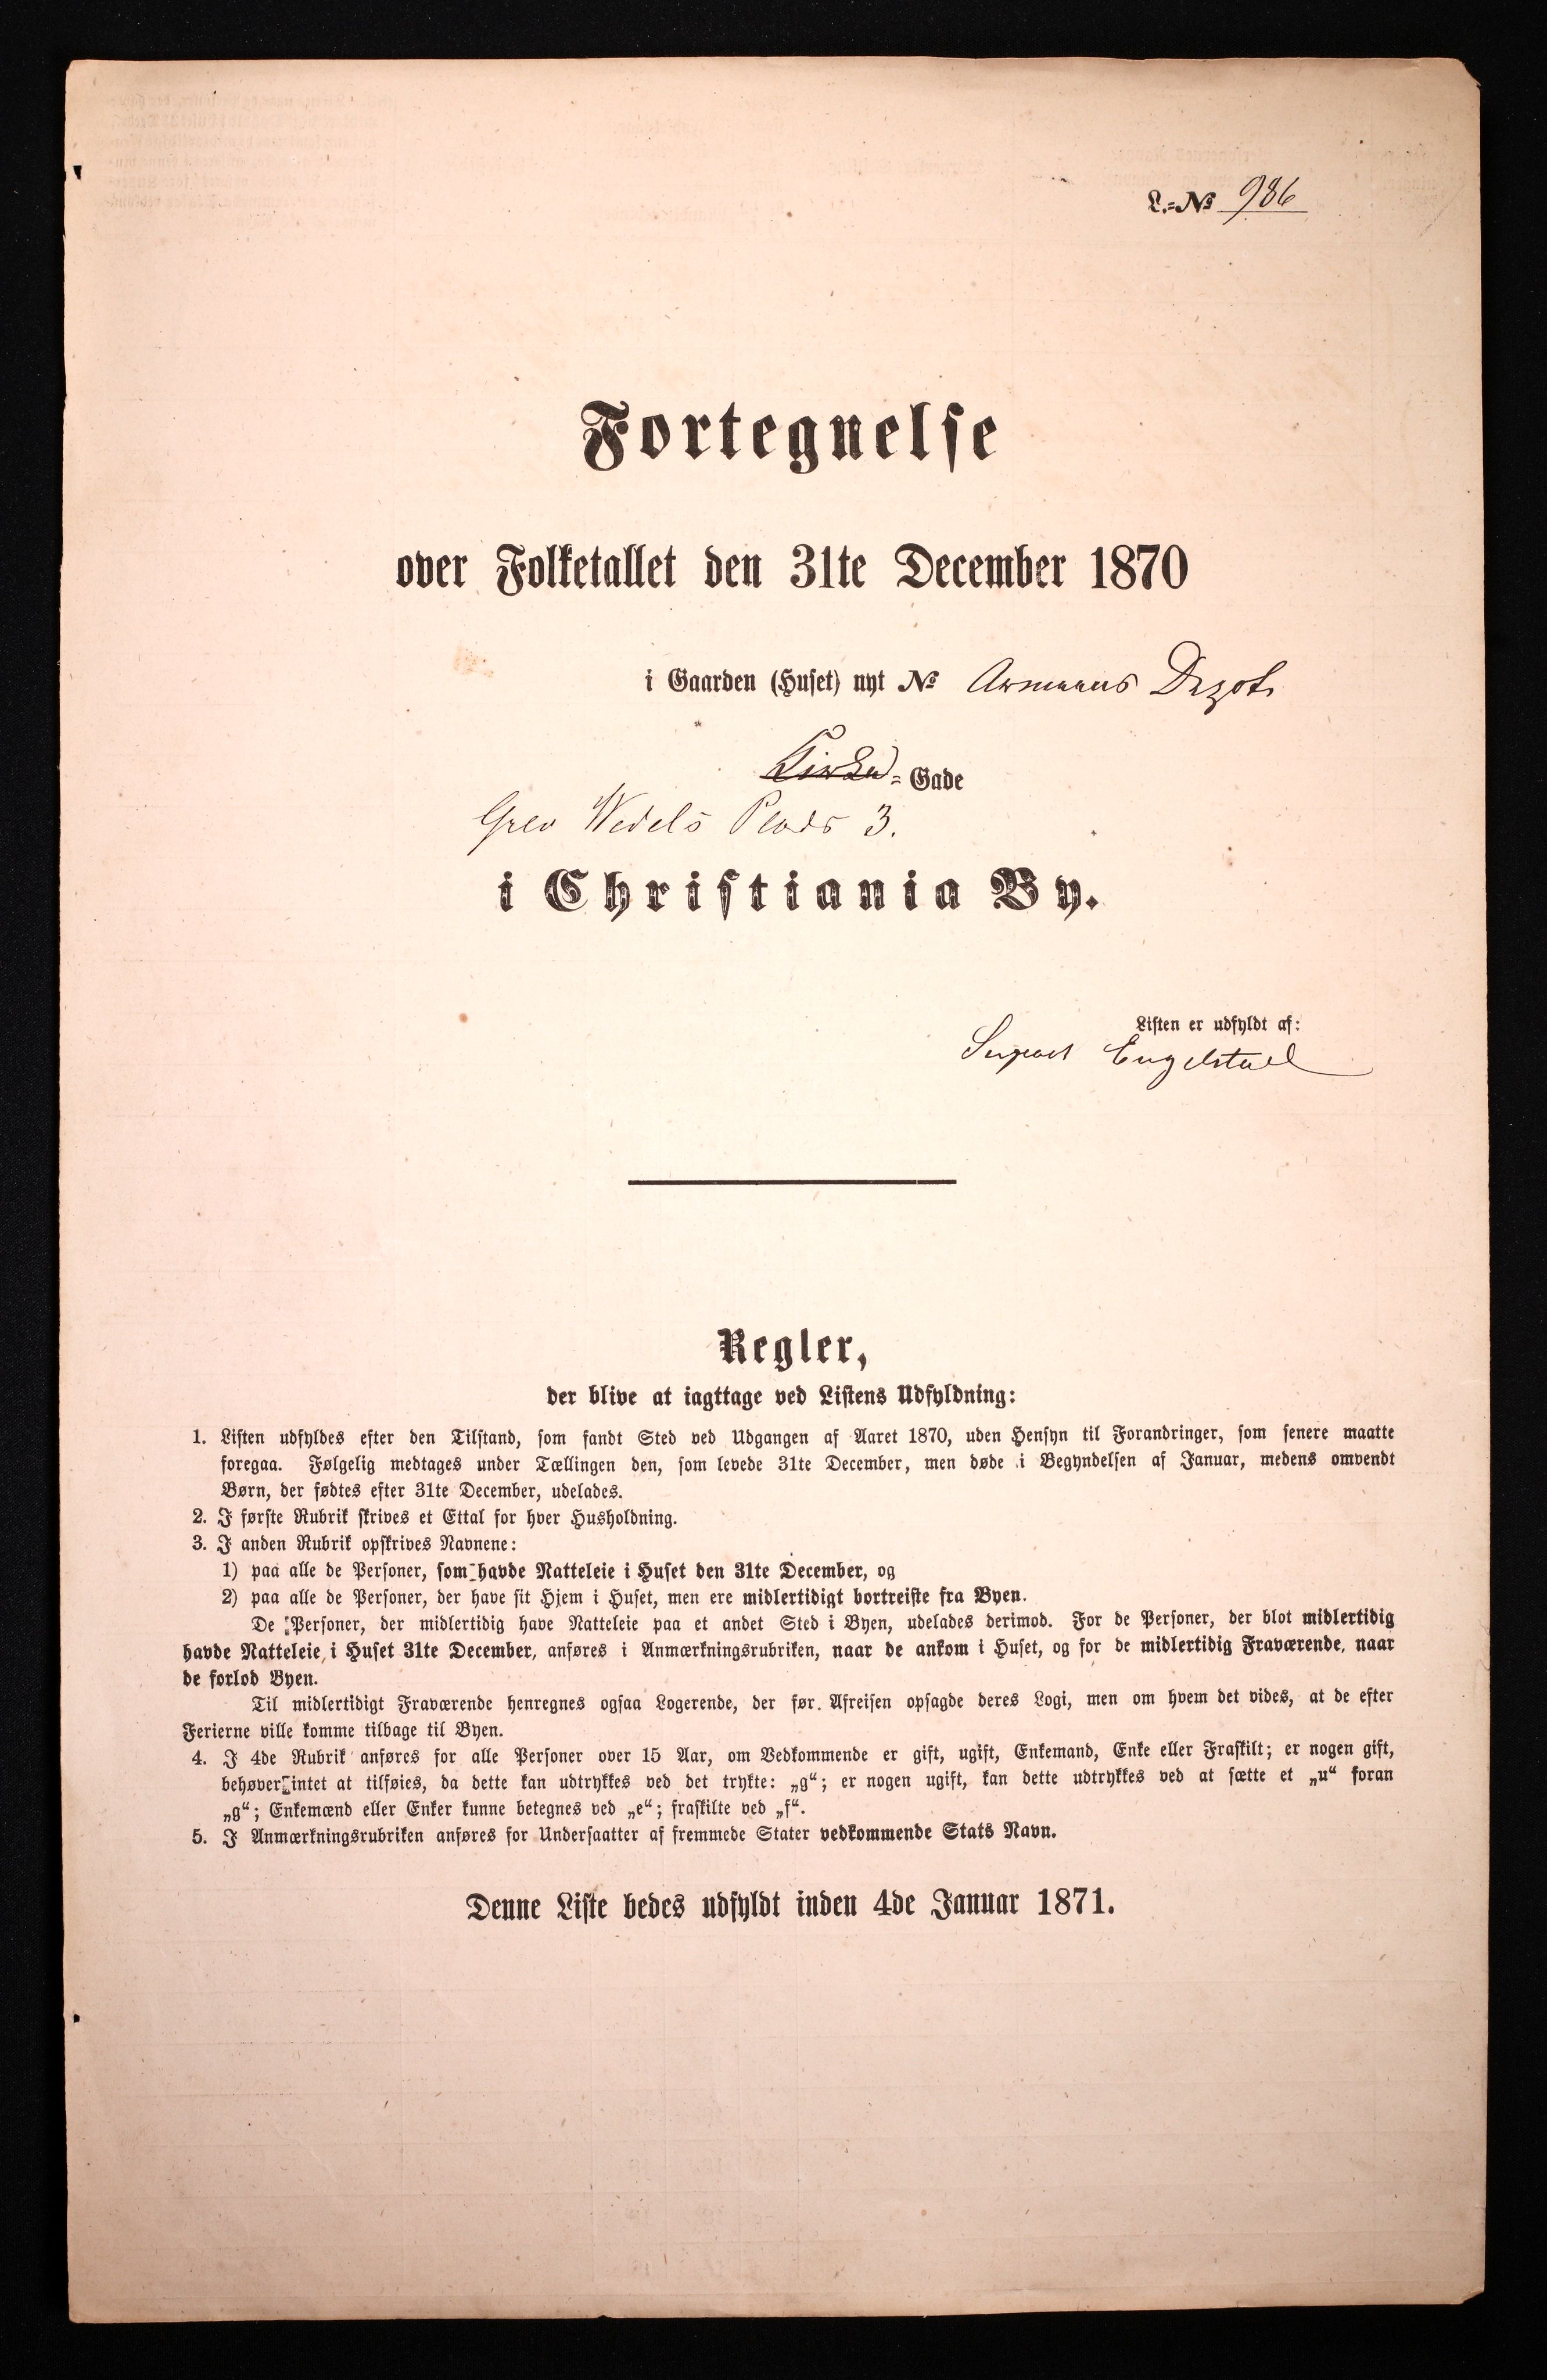 L.=No 986
Fortegnelse
over Folketallet den 31te December 1870
i Gaarden (Huset) nyt No Armeens Depot
Kirke=Gade
Grev Wedels Plads 3.
i Christiania By.
Listen er udfyldt af:
Engelstad
Regler,
der blive at iagttage ved Listens Udfyldning:
1. Listen udfyldes efter den Tilstand, som fandt Sted ved Udgangen af Aaret 1870, uden Hensyn til Forandringer, som senere maatte
foregaa. Følgelig medtages under Tællingen den, som levede 31te December, men døde i Begyndelsen af Januar, medens omvendt
Børn, der fødtes efter 31te December, udelades.
2. I første Rubrik skrives et Ettal for hver Husholdning.
3. I anden Rubrik opskrives Navnene:
1) paa alle de Personer, som havde Natteleie i Huset den 31te December, og
2) paa alle de Personer, der have sit Hjem i Huset, men ere midlertidigt bortreiste fra Byen.
De Personer, der midlertidig have Natteleie paa et andet Sted i Byen, udelades derimod. For de Personer, der blot midlertidig
havde Natteleie i Huset 31te December, anføres i Anmærkningsrubriken, naar de ankom i Huset, og for de midlertidig Fraværende, naar
de forlod Byen.
Til midlertidigt Fraværende henregnes ogsaa Logerende, der før Afreisen opsagde deres Logi, men om hvem det vides, at de efter
Ferierne ville komme tilbage til Byen.
4. I 4de Rubrik anføres for alle Personer over 15 Aar, om Vedkommende er gift, ugift, Enkemand, Enke eller Fraskilt; er nogen gift,
behøver intet at tilføies, da dette kan udtrykkes ved det trykte: „g“; er nogen ugift, kan dette udtrykkes ved at sætte et „u“ foran
„g“; Enkemænd eller Enker kunne betegnes ved „e“; fraskilte ved „f“.
5. I Anmærkningsrubriken anføres for Undersaatter af fremmede Stater vedkommende Stats Navn.
Denne Liste bedes udfyldt inden 4de Januar 1871.